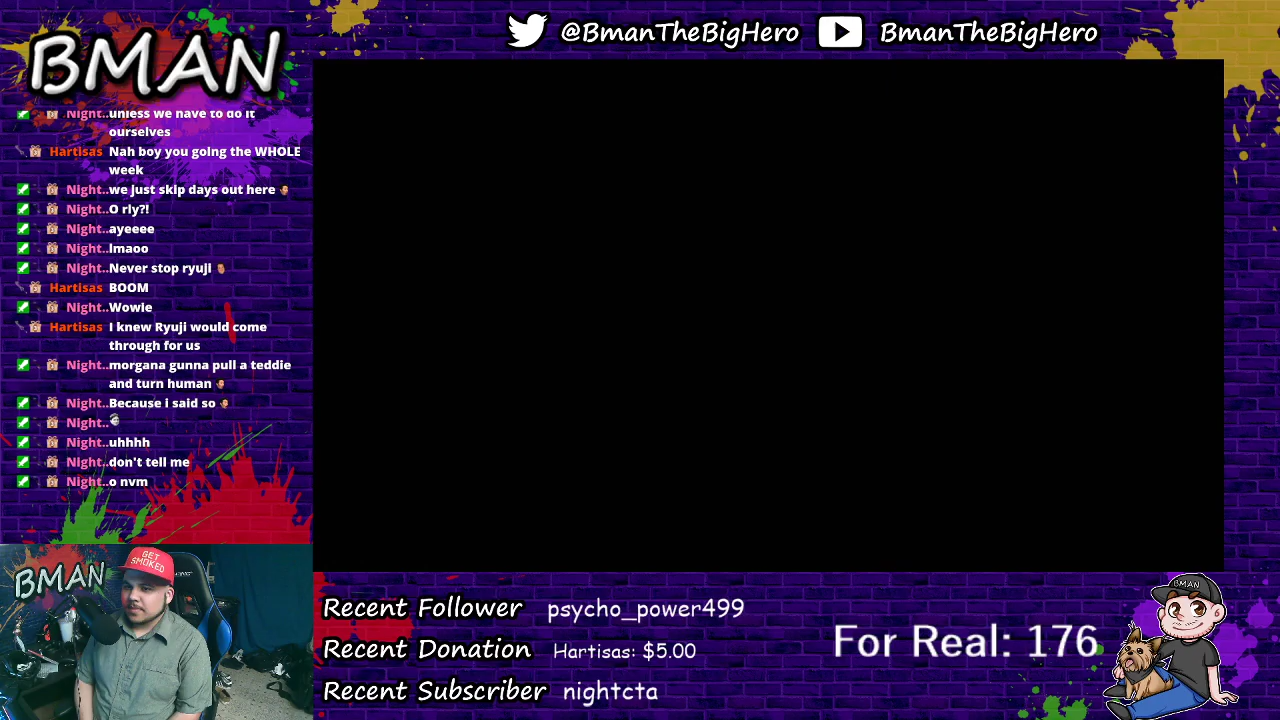 @BmanTheBigHero
BmanTheBigHero
BMAN
Night..unless we have to do it
ourselves
Hartisas Nah boy you going the WHOLE
week
Night..we just skip days out here
Night..O rly?!
Night..ayeeee
Night..lmaoo
Night..Never stop ryuji
Hartisas BOOM
Night..Wowie
Hartisas I knew Ryuji would come
through for us
Night..morgana gunna pull a teddie
and turn human
Night..Because i said so
Night..
Night..uhhhh
Night..don't tell me
Night..o nvm
BMAN
GET
SMOKED
Recent Follower psycho_power499
Recent Donation Hartisas: $5.00
Recent Subscriber nightcta
For Real: 176
BMAN